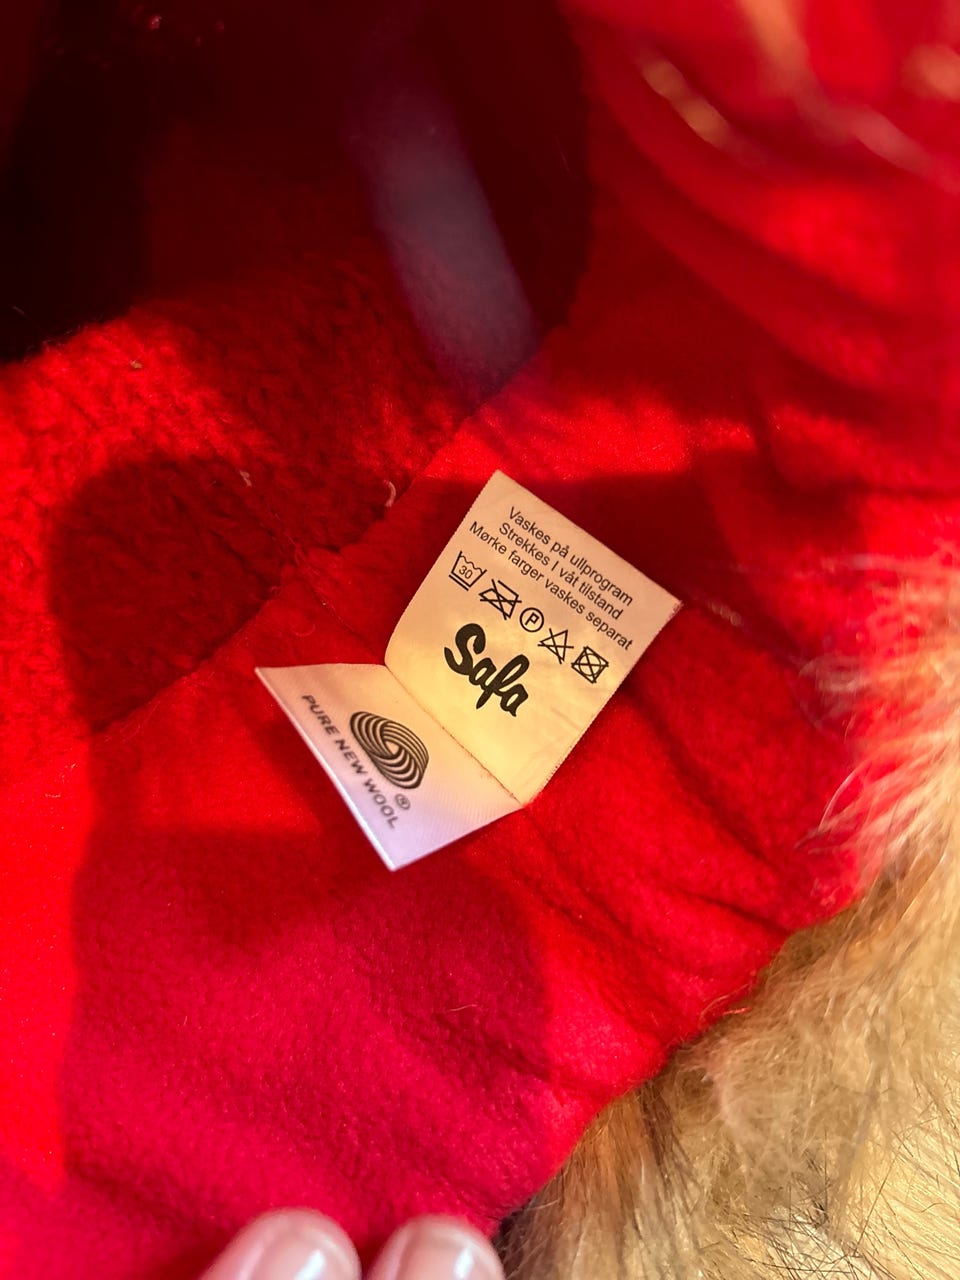 Vaskes på ullprogram
Strekkes I våt tilstand
Mørke farger vaskes separat
30
P
Safa
PURE NEW WOOL
®